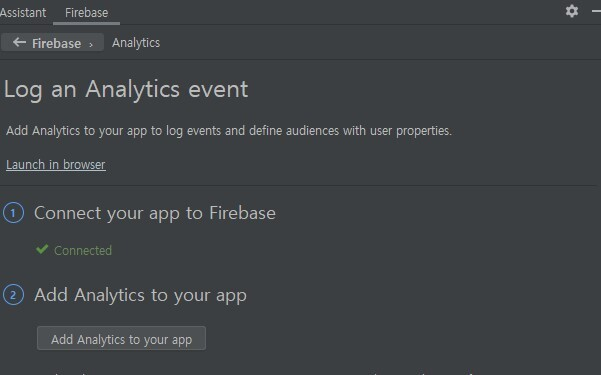 Assistant Firebase
← Firebase › Analytics
Log an Analytics event
Add Analytics to your app to log events and define audiences with user properties.
Launch in browser
1 Connect your app to Firebase
✔ Connected
2 Add Analytics to your app
Add Analytics to your app